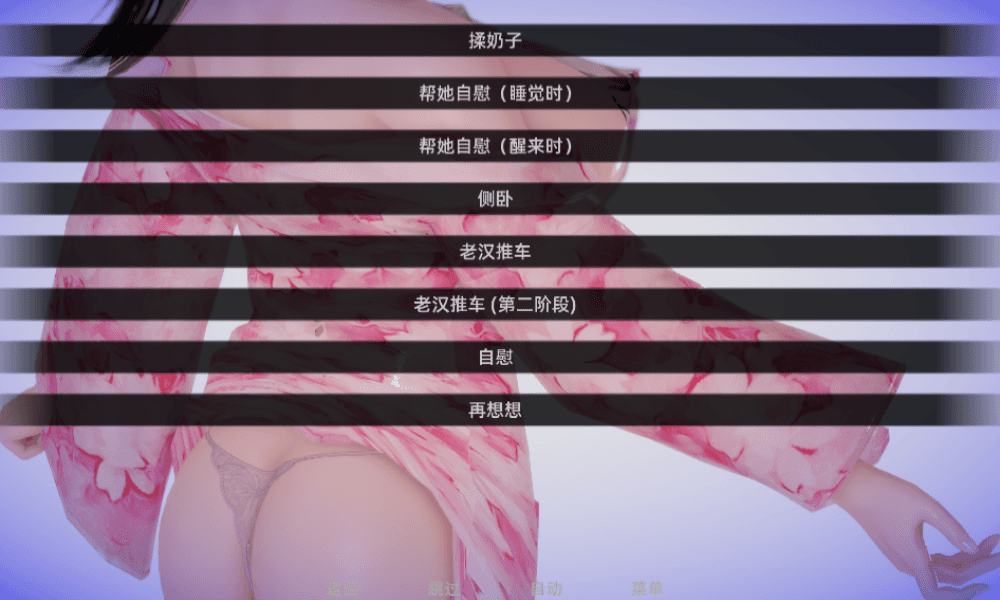 揉奶子
帮她自慰（睡觉时）
帮她自慰（醒来时）
侧卧
老汉推车
老汉推车 (第二阶段)
自慰
再想想
跳过 自动 菜单